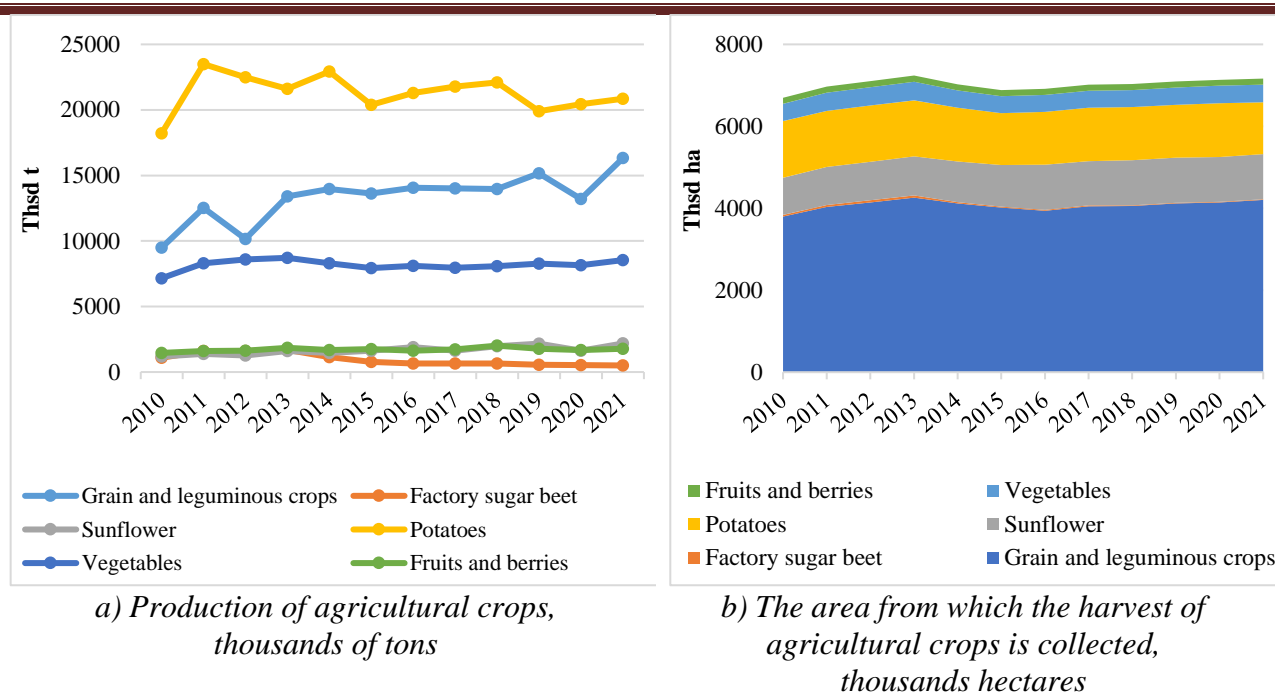 25000
20000
15000
10000
5000
0
Thsd t
2010
2011
2012
2013
2014
2015
2016
2017
2018
2019
2020
2021
Grain and leguminous crops
Factory sugar beet
Sunflower
Potatoes
Vegetables
Fruits and berries
a) Production of agricultural crops,
thousands of tons
8000
6000
4000
2000
0
Thsd ha
2010
2011
2012
2013
2014
2015
2016
2017
2018
2019
2020
2021
Fruits and berries
Vegetables
Potatoes
Sunflower
Factory sugar beet
Grain and leguminous crops
b) The area from which the harvest of
agricultural crops is collected,
thousands hectares